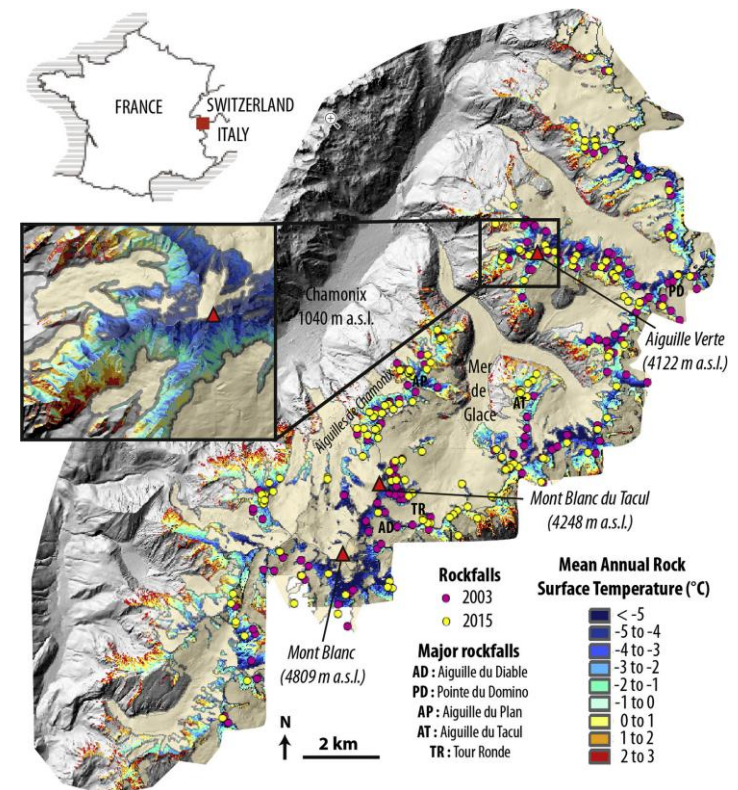 FRANCE
SWITZERLAND
ITALY
Chamonix
1040 m a.s.l.
PD
Aiguille Verte
(4122 m a.s.l.)
AP
Aiguilles de Chamonix
Mer
de
Glace
AT
Mont Blanc du Tacul
(4248 m a.s.l.)
TR
AD
Mont Blanc
(4809 m a.s.l.)
Rockfalls
2003
2015
Major rockfalls
AD : Aiguille du Diable
PD : Pointe du Domino
AP : Aiguille du Plan
AT : Aiguille du Tacul
TR : Tour Ronde
Mean Annual Rock
Surface Temperature (°C)
< -5
-5 to -4
-4 to -3
-3 to -2
-2 to -1
-1 to 0
0 to 1
1 to 2
2 to 3
N
2 km